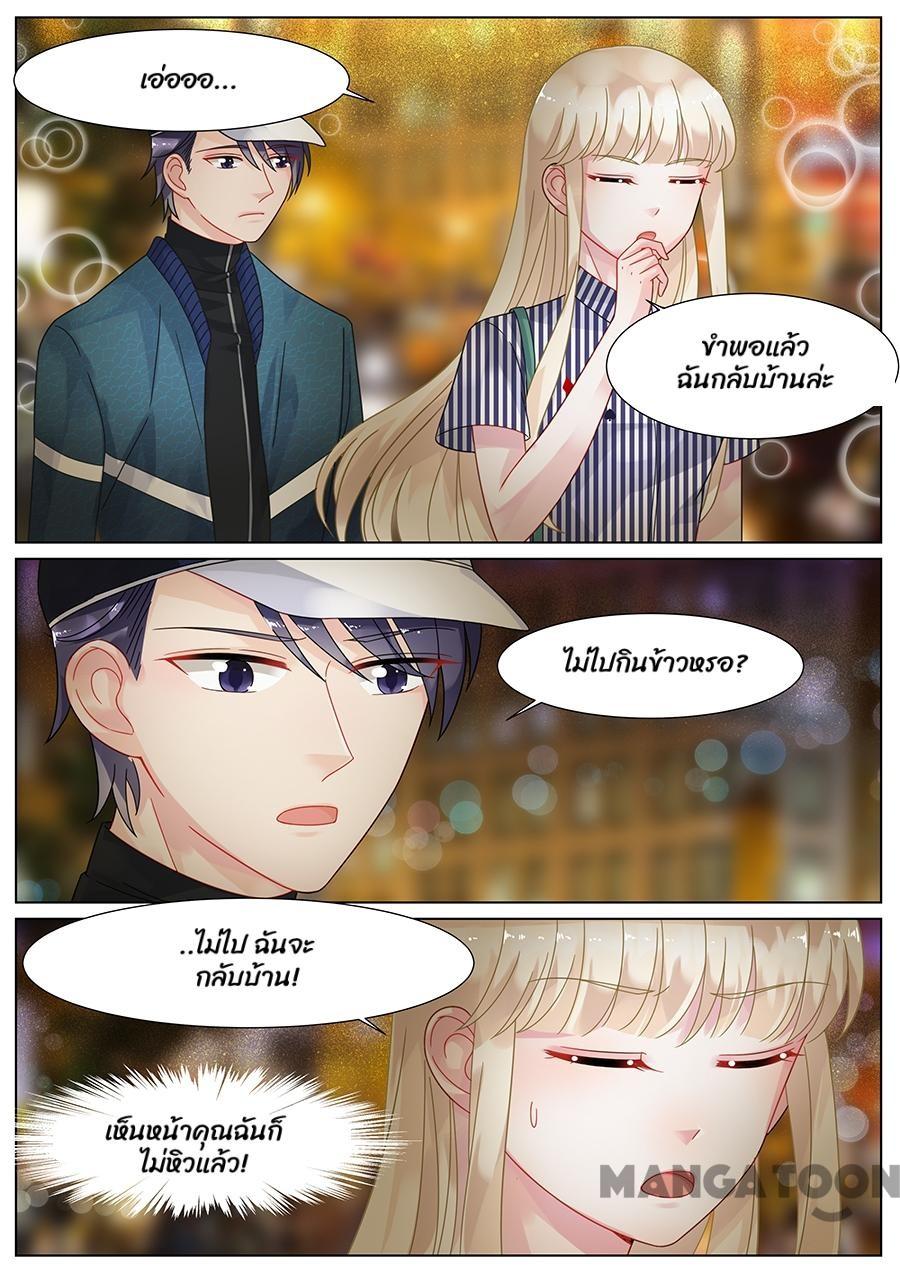 เอ่อออ...
ขำพอแล้ว
ฉันกลับบ้านล่ะ
ไม่ไปกินข้าวหรอ?
..ไม่ไป ฉันจะ
กลับบ้าน!
เห็นหน้าคุณฉันก็
ไม่หิวแล้ว!
MANGATOON